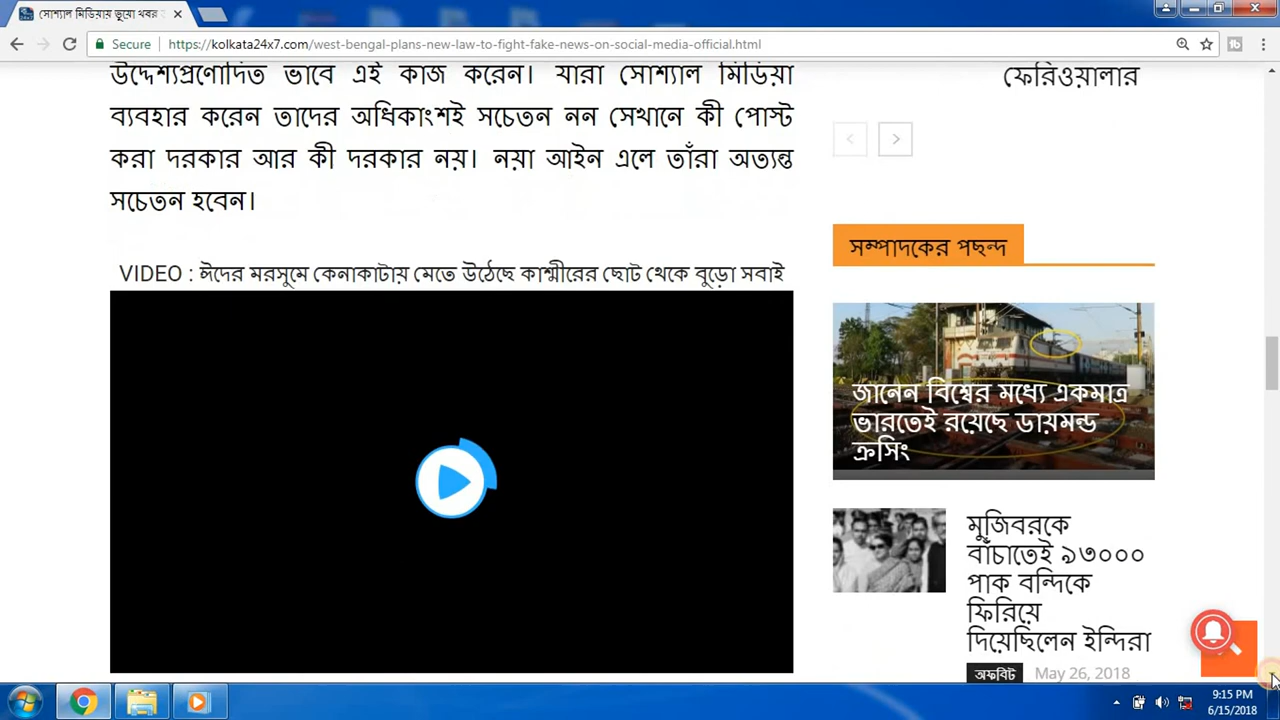 সোশ্যাল মিডিয়ায় ভুয়ো খবর
Secure
https://kolkata24x7.com/west-bengal-plans-new-law-to-fight-fake-news-on-social-media-official.html
উদ্দেশ্যপ্রণোদিত ভাবে এই কাজ করেন। যারা সোশ্যাল মিডিয়া
ব্যবহার করেন তাদের অধিকাংশই সচেতন নন সেখানে কী পোস্ট
করা দরকার আর কী দরকার নয়। নয়া আইন এলে তাঁরা অত্যন্ত
সচেতন হবেন।
VIDEO : ঈদের মরসুমে কেনাকাটায় মেতে উঠেছে কাশ্মীরের ছোট থেকে বুড়ো সবাই
ফেরিওয়ালার
সম্পাদকের পছন্দ
জানেন বিশ্বের মধ্যে একমাত্র
ভারতেই রয়েছে ডায়মন্ড
ক্রসিং
মুজিবরকে
বাঁচাতেই ৯৩০০০
পাক বন্দিকে
ফিরিয়ে
দিয়েছিলেন ইন্দিরা
অফবিট
May 26, 2018
9:15 PM
6/15/2018